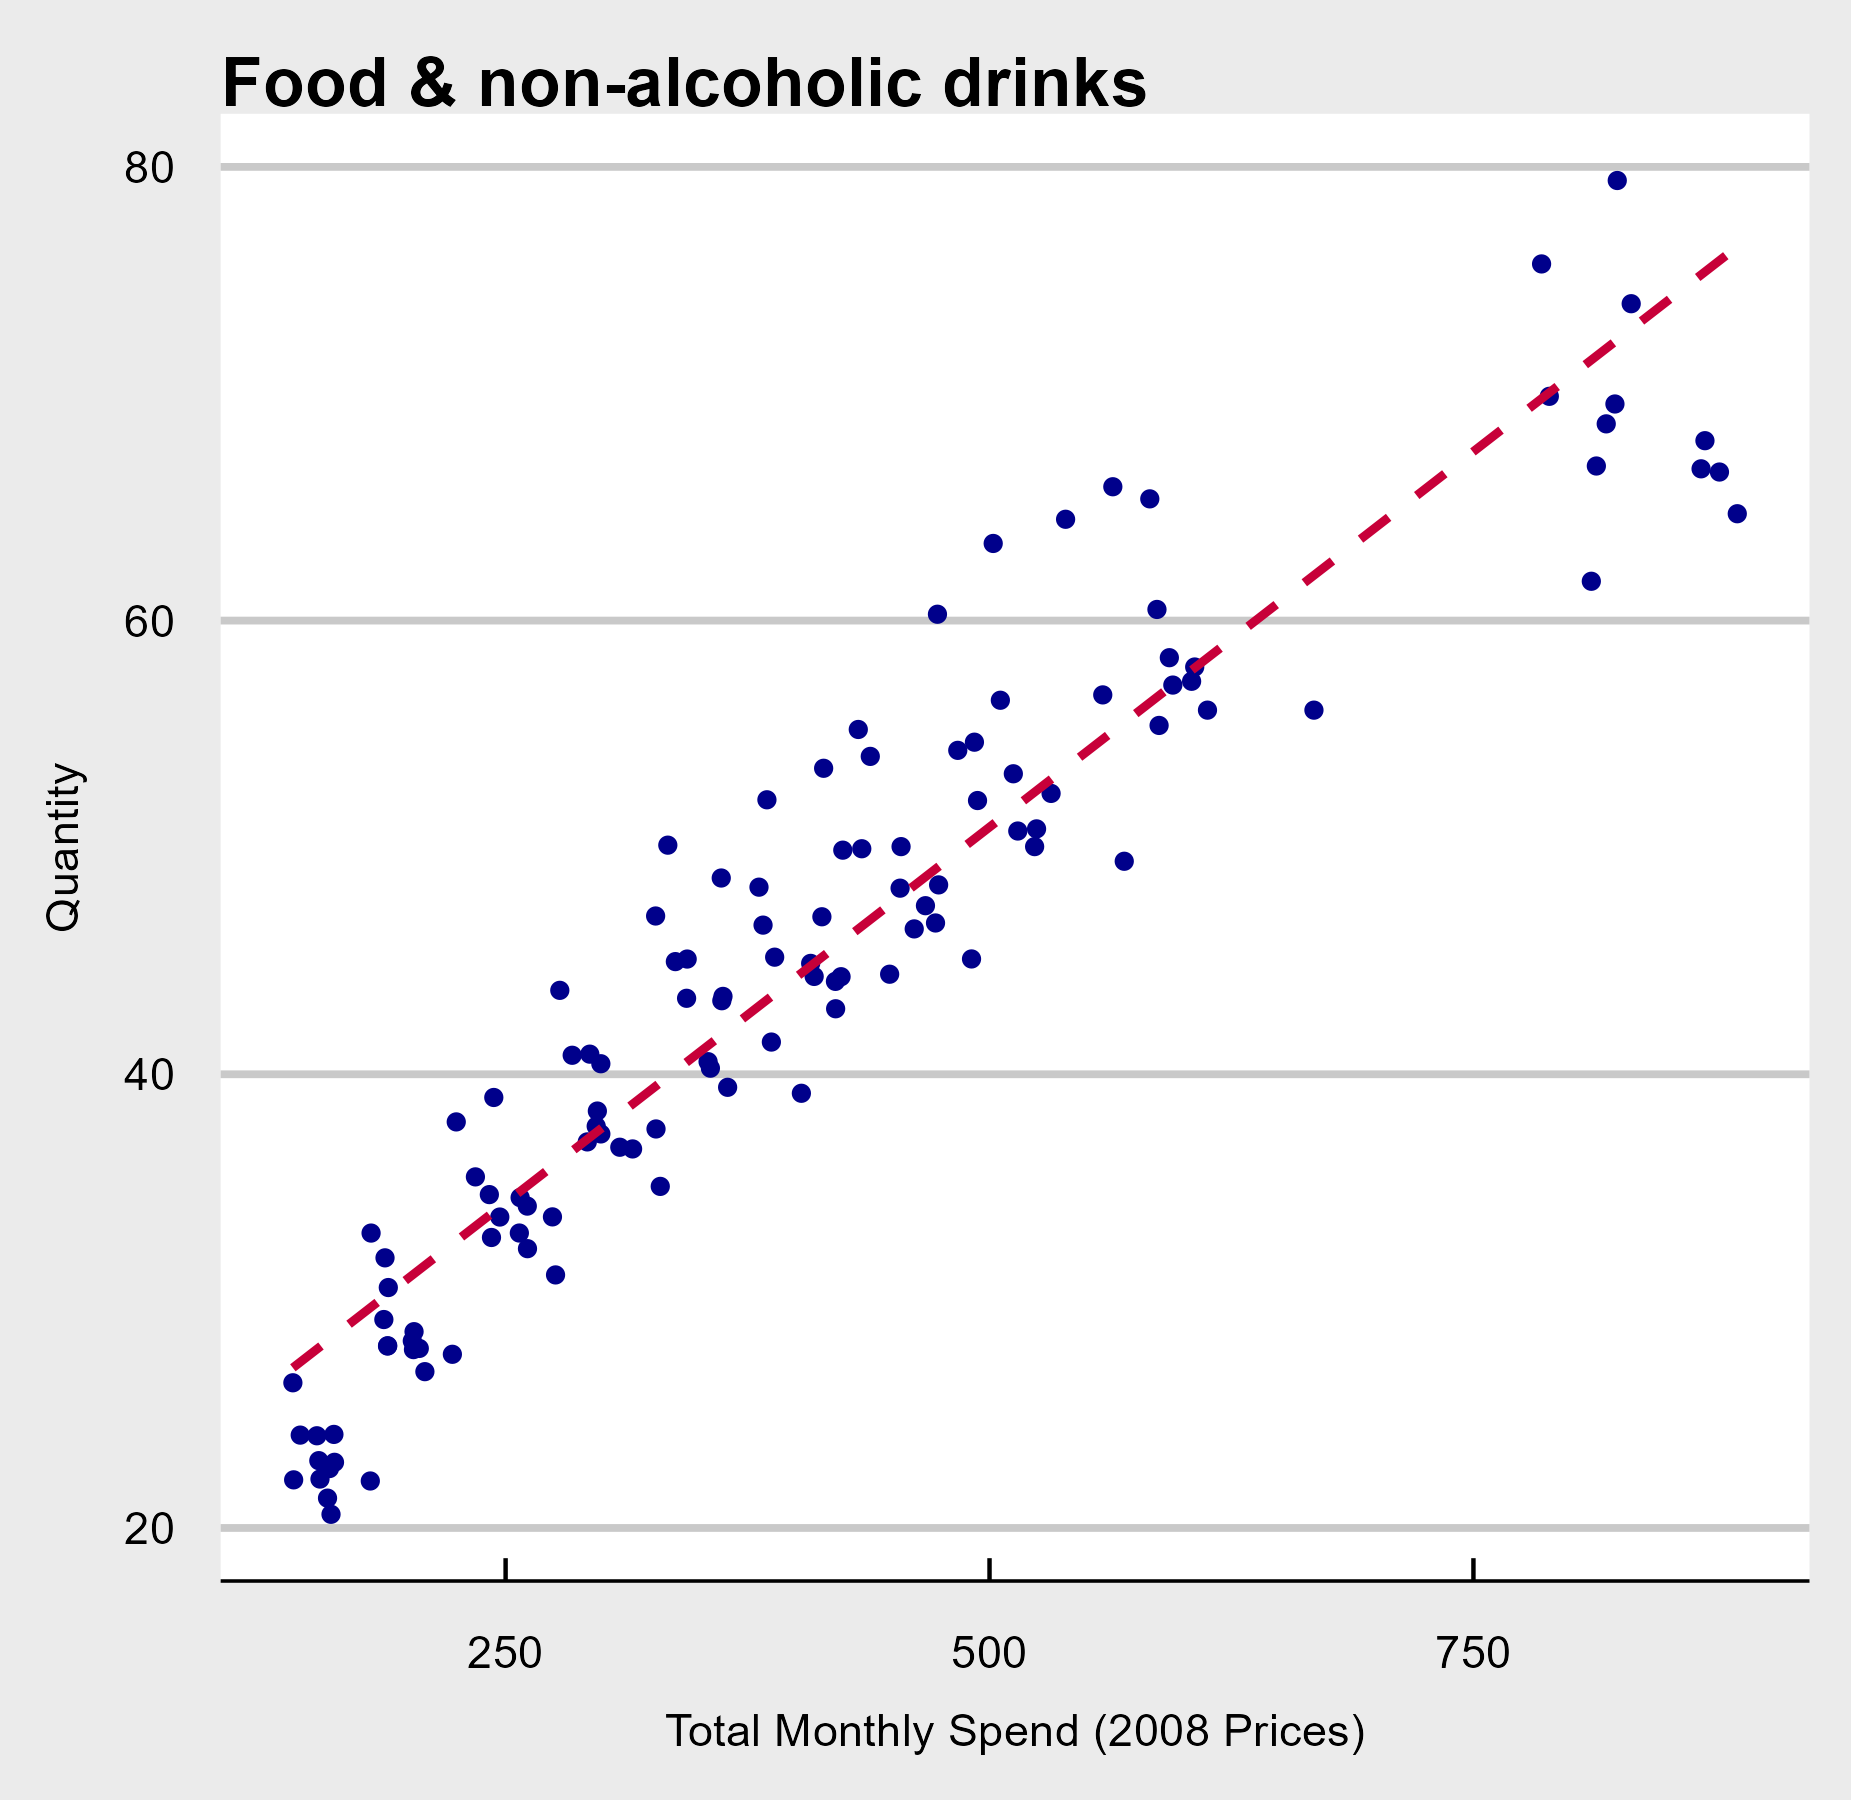 Food & non-alcoholic drinks
80
60
40
20
Quantity
250 500 750
Total Monthly Spend (2008 Prices)